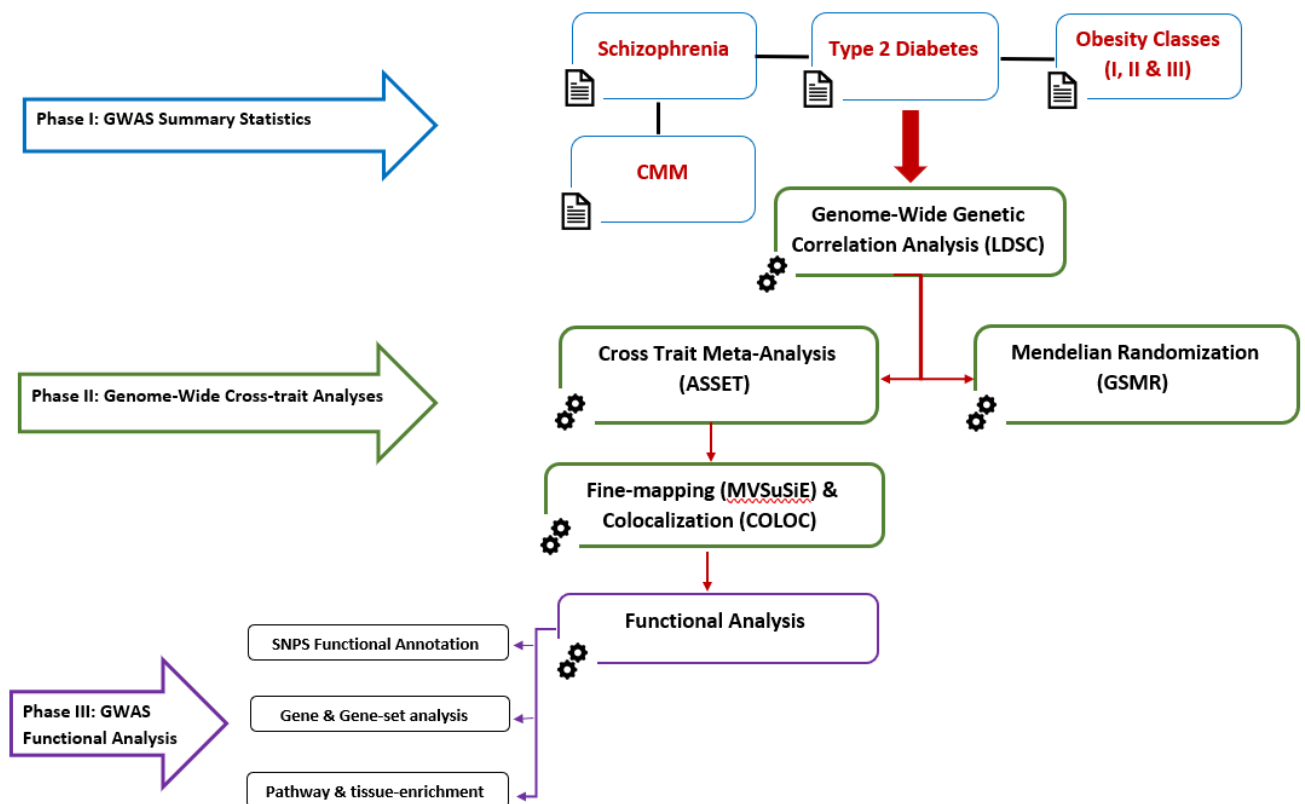 Schizophrenia
Type 2 Diabetes
Obesity Classes
(I, II & III)
Phase I: GWAS Summary Statistics
CMM
Genome-Wide Genetic
Correlation Analysis (LDSC)
Cross Trait Meta-Analysis
(ASSET)
Mendelian Randomization
(GSMR)
Phase II: Genome-Wide Cross-trait Analyses
Fine-mapping (MVSuSiE) &
Colocalization (COLOC)
Functional Analysis
SNPS Functional Annotation
Phase III: GWAS
Functional Analysis
Gene & Gene-set analysis
Pathway & tissue-enrichment